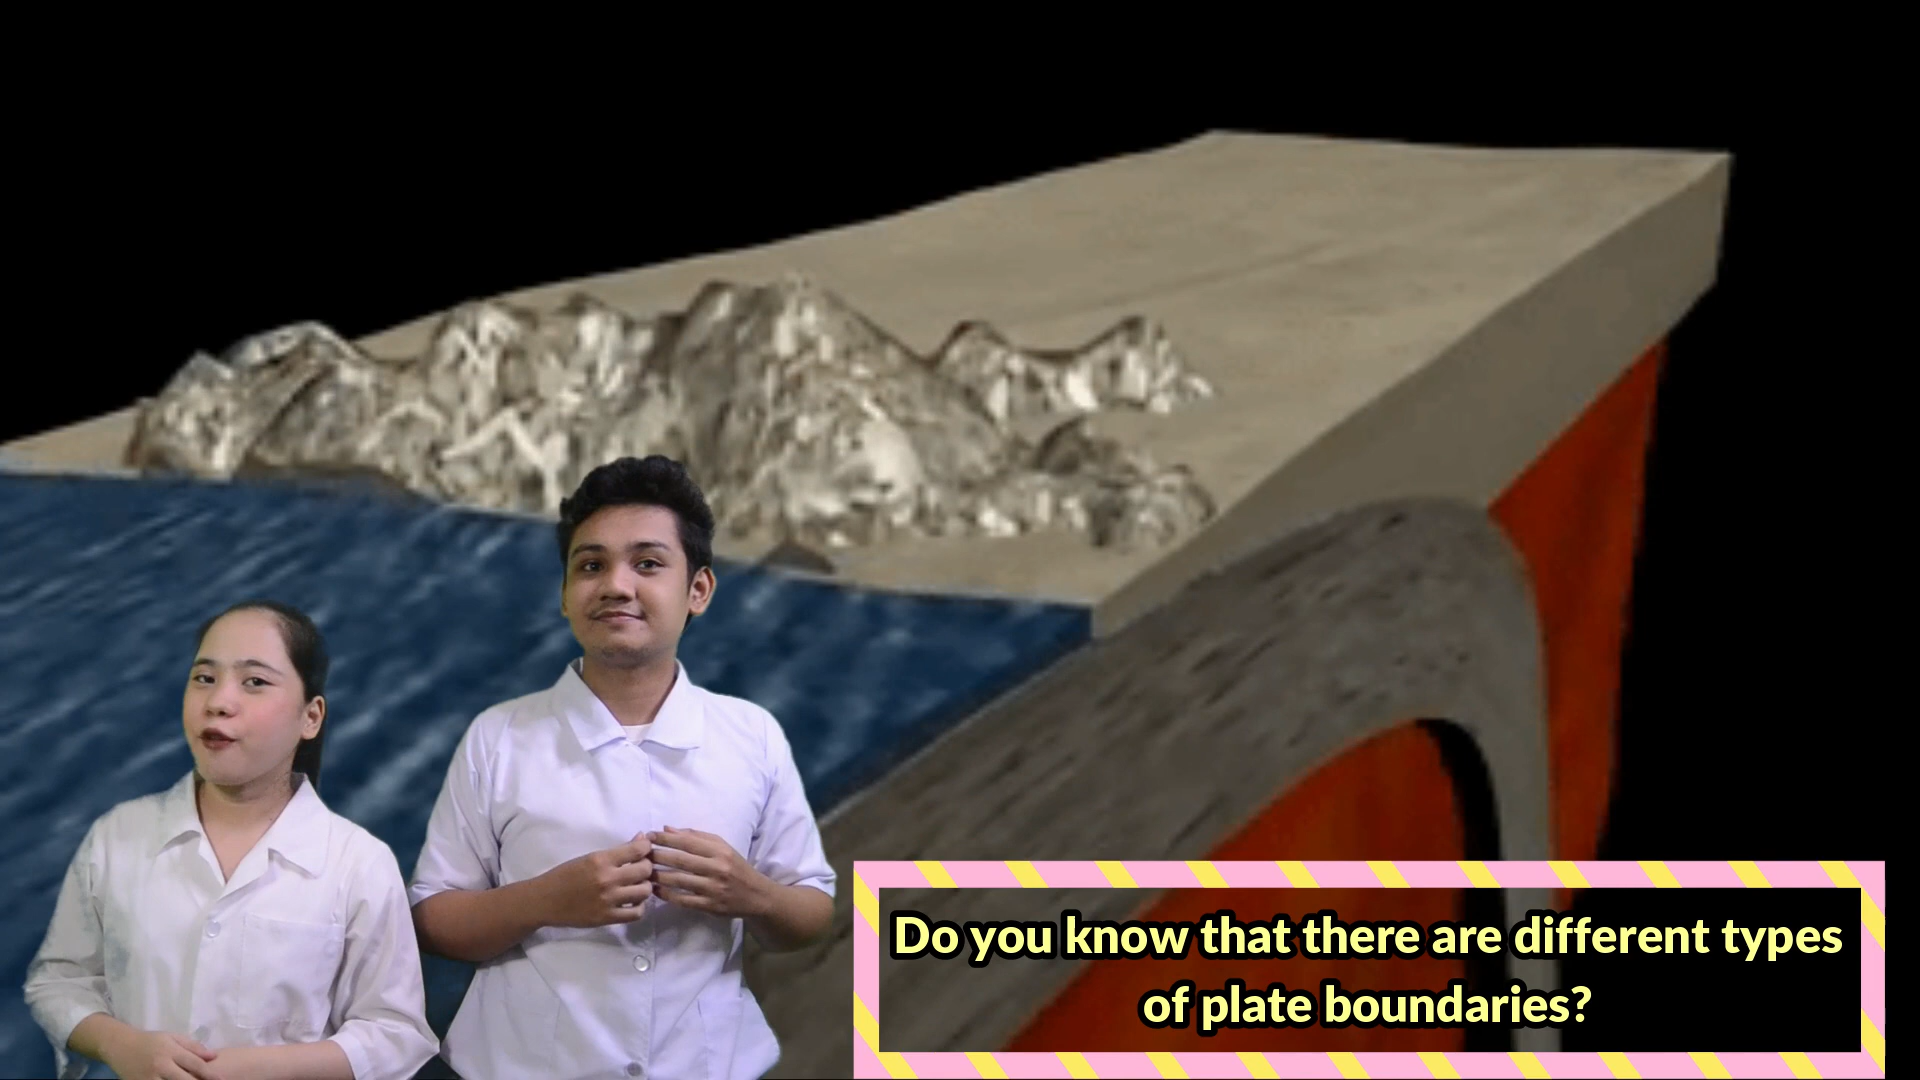 Do you know that there are different types
of plate boundaries?